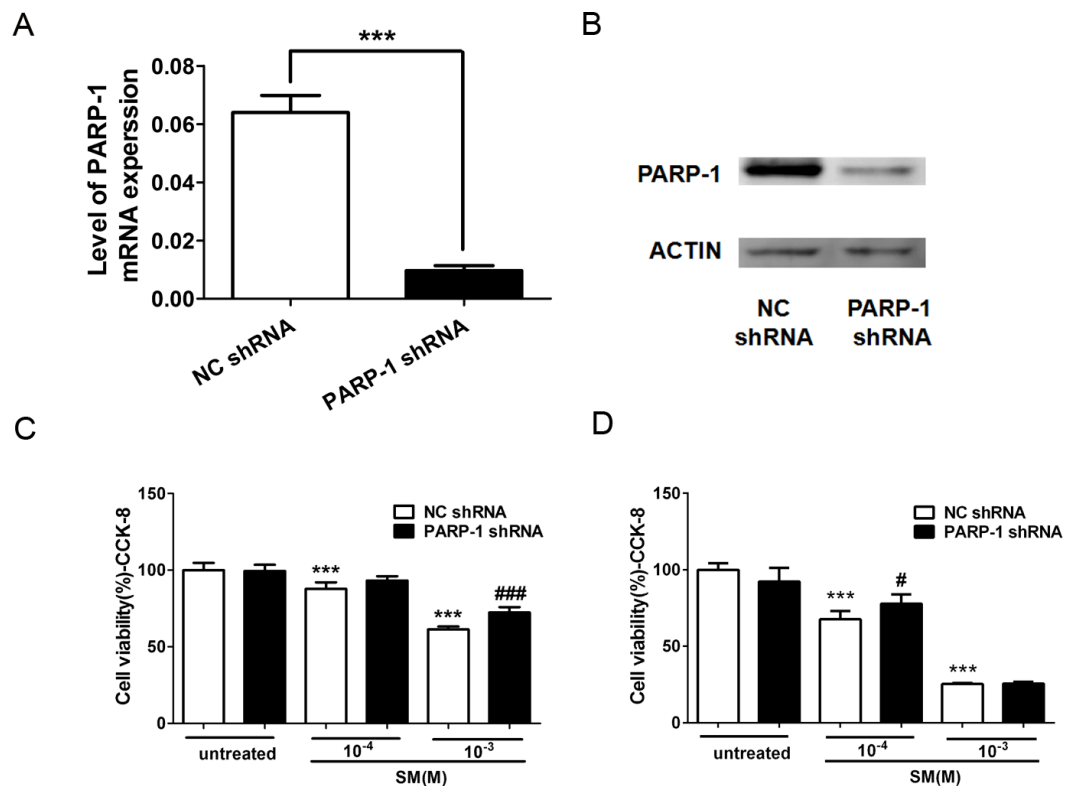 A
***
Level of PARP-1
mRNA experssion
0.08
0.06
0.04
0.02
0.00
NC shRNA
PARP-1 shRNA
B
PARP-1
ACTIN
NC
shRNA
PARP-1
shRNA
C
Cell viability(%)-CCK-8
150
100
50
0
NC shRNA
PARP-1 shRNA
***
***
###
untreated
10⁻⁴
10⁻³
SM(M)
D
Cell viability(%)-CCK-8
150
100
50
0
NC shRNA
PARP-1 shRNA
***
#
***
untreated
10⁻⁴
10⁻³
SM(M)